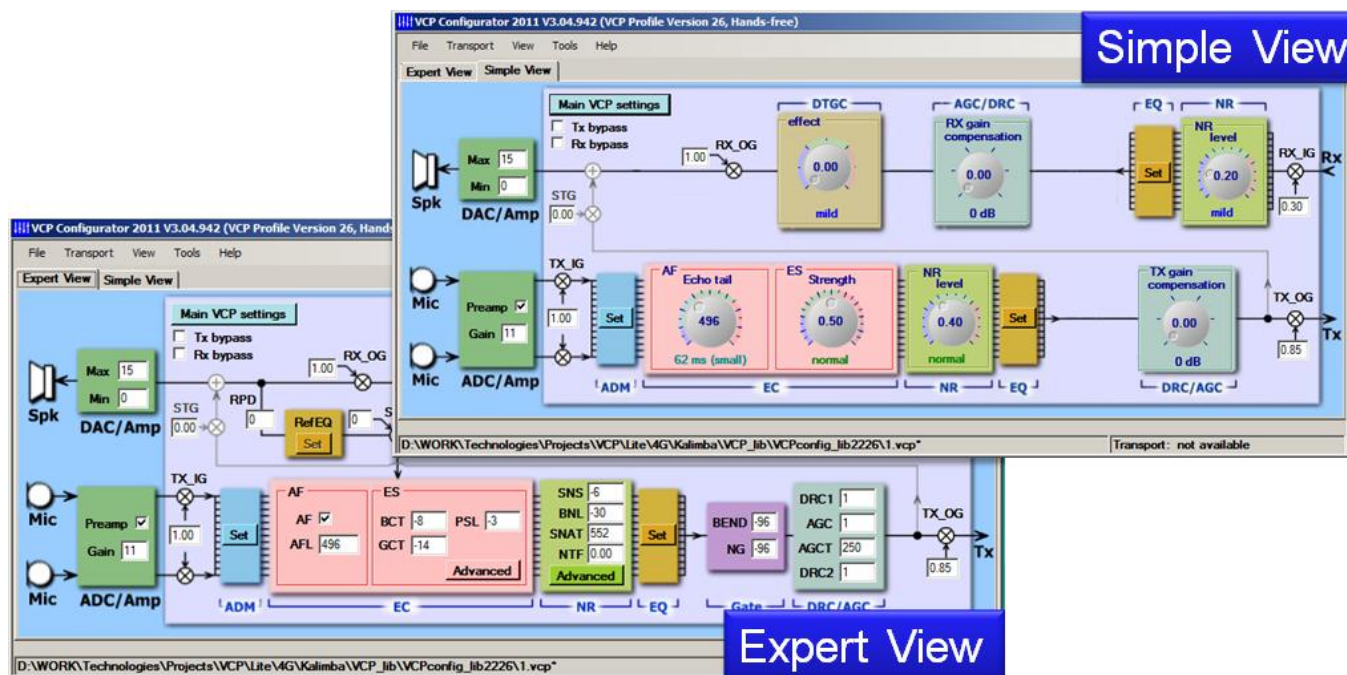 VCP Configurator 2011 V3.04.942 (VCP Profile Version 26, Hands-free)
Simple View
File Transport View Tools Help
Expert View Simple View
Main VCP settings
Tx bypass
Rx bypass
DTGC
effect
0.00
mild
AGC/DRC
RX gain
compensation
0.00
0 dB
EQ
Set
NR
NR
level
0.20
mild
RX_IG
0.30
Rx
1.00
RX_OG
Spk
Max 15
Min 0
DAC/Amp
STG
0.00
Mic
Mic
Preamp
Gain 11
ADC/Amp
TX_IG
1.00
Set
ADM
AF
Echo tail
496
62 ms (small)
ES
Strength
0.50
normal
EC
NR
level
0.40
normal
NR
Set
EQ
TX gain
compensation
0.00
0 dB
DRC/AGC
TX_OG
0.85
Tx
D:\WORK\Technologies\Projects\VCP\Lite\4G\Kalimba\VCP_lib\VCPconfig_lib2226\1.vcp*
Transport: not available
VCP Configurator 2011 V3.04.942 (VCP Profile Version 26, Hands
File Transport View Tools Help
Expert View Simple View
Main VCP settings
Tx bypass
Rx bypass
1.00
RX_OG
Spk
Max 15
Min 0
DAC/Amp
STG
0.00
RPD
0
RefEQ
Set
0
S
Mic
Mic
Preamp
Gain 11
ADC/Amp
TX_IG
1.00
Set
ADM
AF
AF
AFL 496
ES
BCT -8
PSL -3
GCT -14
Advanced
EC
SNS -6
BNL -30
SNAT 552
NTF 0.00
Advanced
NR
Set
EQ
BEND -96
NG -96
Gate
DRC1 1
AGC 1
AGCT 250
DRC2 1
DRC/AGC
TX_OG
0.85
Tx
D:\WORK\Technologies\Projects\VCP\Lite\4G\Kalimba\VCP_lib\VCPconfig_lib2226\1.vcp*
Expert View